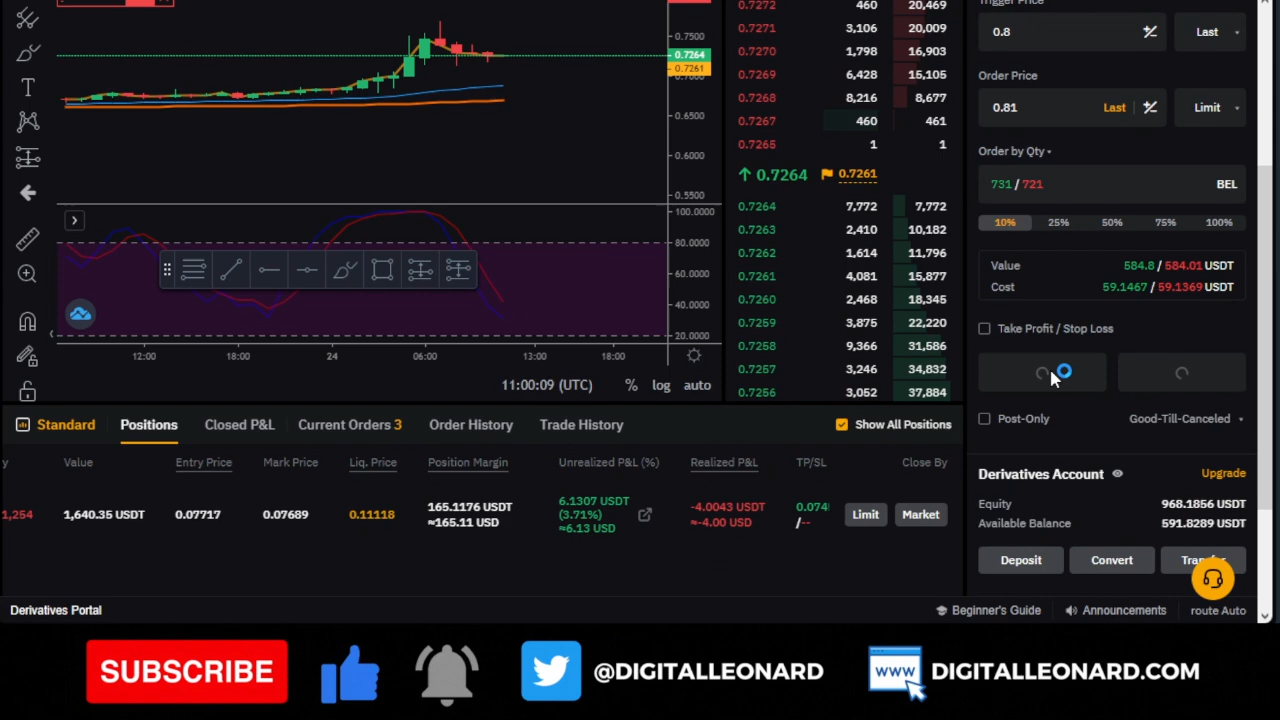 0.7500
0.7264
0.7261
0.6500
0.6000
0.5500
100.0000
80.0000
60.0000
40.0000
20.0000
12:00 18:00 24 06:00 13:00 18:00
11:00:09 (UTC) % log auto
0.7272 460 20,469
0.7271 3,106 20,009
0.7270 1,798 16,903
0.7269 6,428 15,105
0.7268 8,216 8,677
0.7267 460 461
0.7265 1 1
0.7264 0.7261
0.7264 7,772 7,772
0.7263 2,410 10,182
0.7262 1,614 11,796
0.7261 4,081 15,877
0.7260 2,468 18,345
0.7259 3,875 22,220
0.7258 9,366 31,586
0.7257 3,246 34,832
0.7256 3,052 37,884
Trigger Price
0.8 Last
Order Price
0.81 Last Limit
Order by Qty
731 / 721 BEL
10% 25% 50% 75% 100%
Value 584.8 / 584.01 USDT
Cost 59.1467 / 59.1369 USDT
Take Profit / Stop Loss
Post-Only Good-Till-Canceled
Derivatives Account Upgrade
Equity 968.1856 USDT
Available Balance 591.8289 USDT
Deposit Convert
Standard Positions Closed P&L Current Orders 3 Order History Trade History Show All Positions
y Value Entry Price Mark Price Liq. Price Position Margin Unrealized P&L (%) Realized P&L TP/SL Close By
1,254 1,640.35 USDT 0.07717 0.07689 0.11118 165.1176 USDT 6.1307 USDT -4.0043 USDT 0.074 Limit Market
≈165.11 USD (3.71%) ≈-4.00 USD /--
≈6.13 USD
Derivatives Portal Beginner's Guide Announcements route Auto
SUBSCRIBE @DIGITALLEONARD WWW DIGITALLEONARD.COM